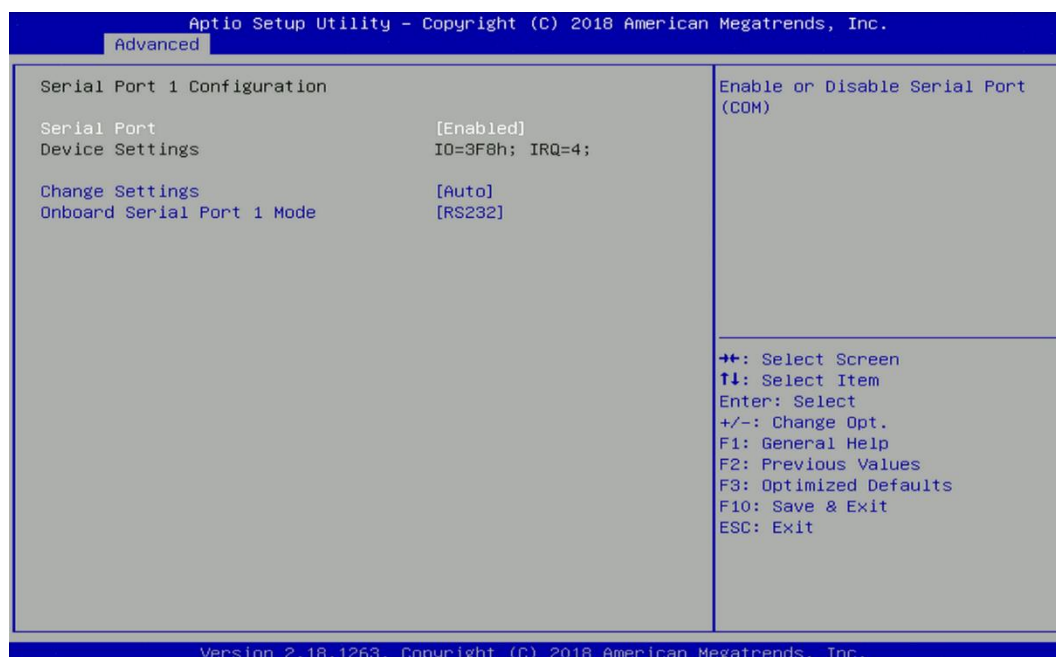 Aptio Setup Utility – Copyright (C) 2018 American Megatrends, Inc.
Advanced
Serial Port 1 Configuration
Serial Port [Enabled]
Device Settings IO=3F8h; IRQ=4;
Change Settings [Auto]
Onboard Serial Port 1 Mode [RS232]
Enable or Disable Serial Port
(COM)
→←: Select Screen
↑↓: Select Item
Enter: Select
+/-: Change Opt.
F1: General Help
F2: Previous Values
F3: Optimized Defaults
F10: Save & Exit
ESC: Exit
Version 2.18.1263. Copyright (C) 2018 American Megatrends, Inc.